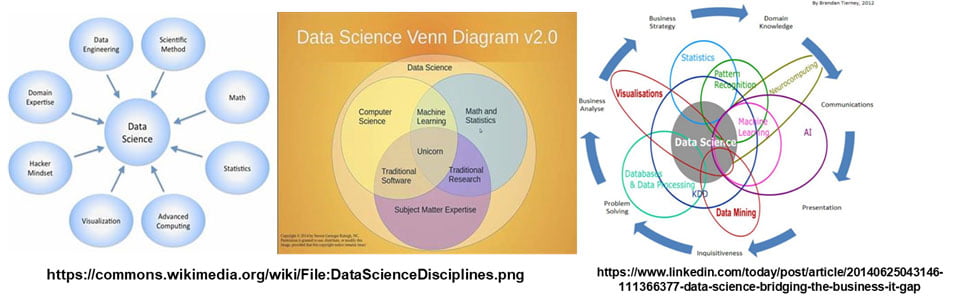 Data
Engineering
Scientific
Method
Domain
Expertise
Math
Data
Science
Hacker
Mindset
Statistics
Visualization
Advanced
Computing
https://commons.wikimedia.org/wiki/File:DataScienceDisciplines.png
Data Science Venn Diagram v2.0
Data Science
Computer
Science
Machine
Learning
Math and
Statistics
Unicorn
Traditional
Software
Traditional
Research
Subject Matter Expertise
By Brendan Tierney, 2012
Business
Strategy
Domain
Knowledge
Statistics
Pattern
Recognition
Neurocomputing
Visualisations
Business
Analyse
Communications
Machine
Learning
AI
Data Science
Databases
& Data Processing
KDD
Data Mining
Problem
Solving
Presentation
Inquisitiveness
https://www.linkedin.com/today/post/article/20140625043146-
111366377-data-science-bridging-the-business-it-gap